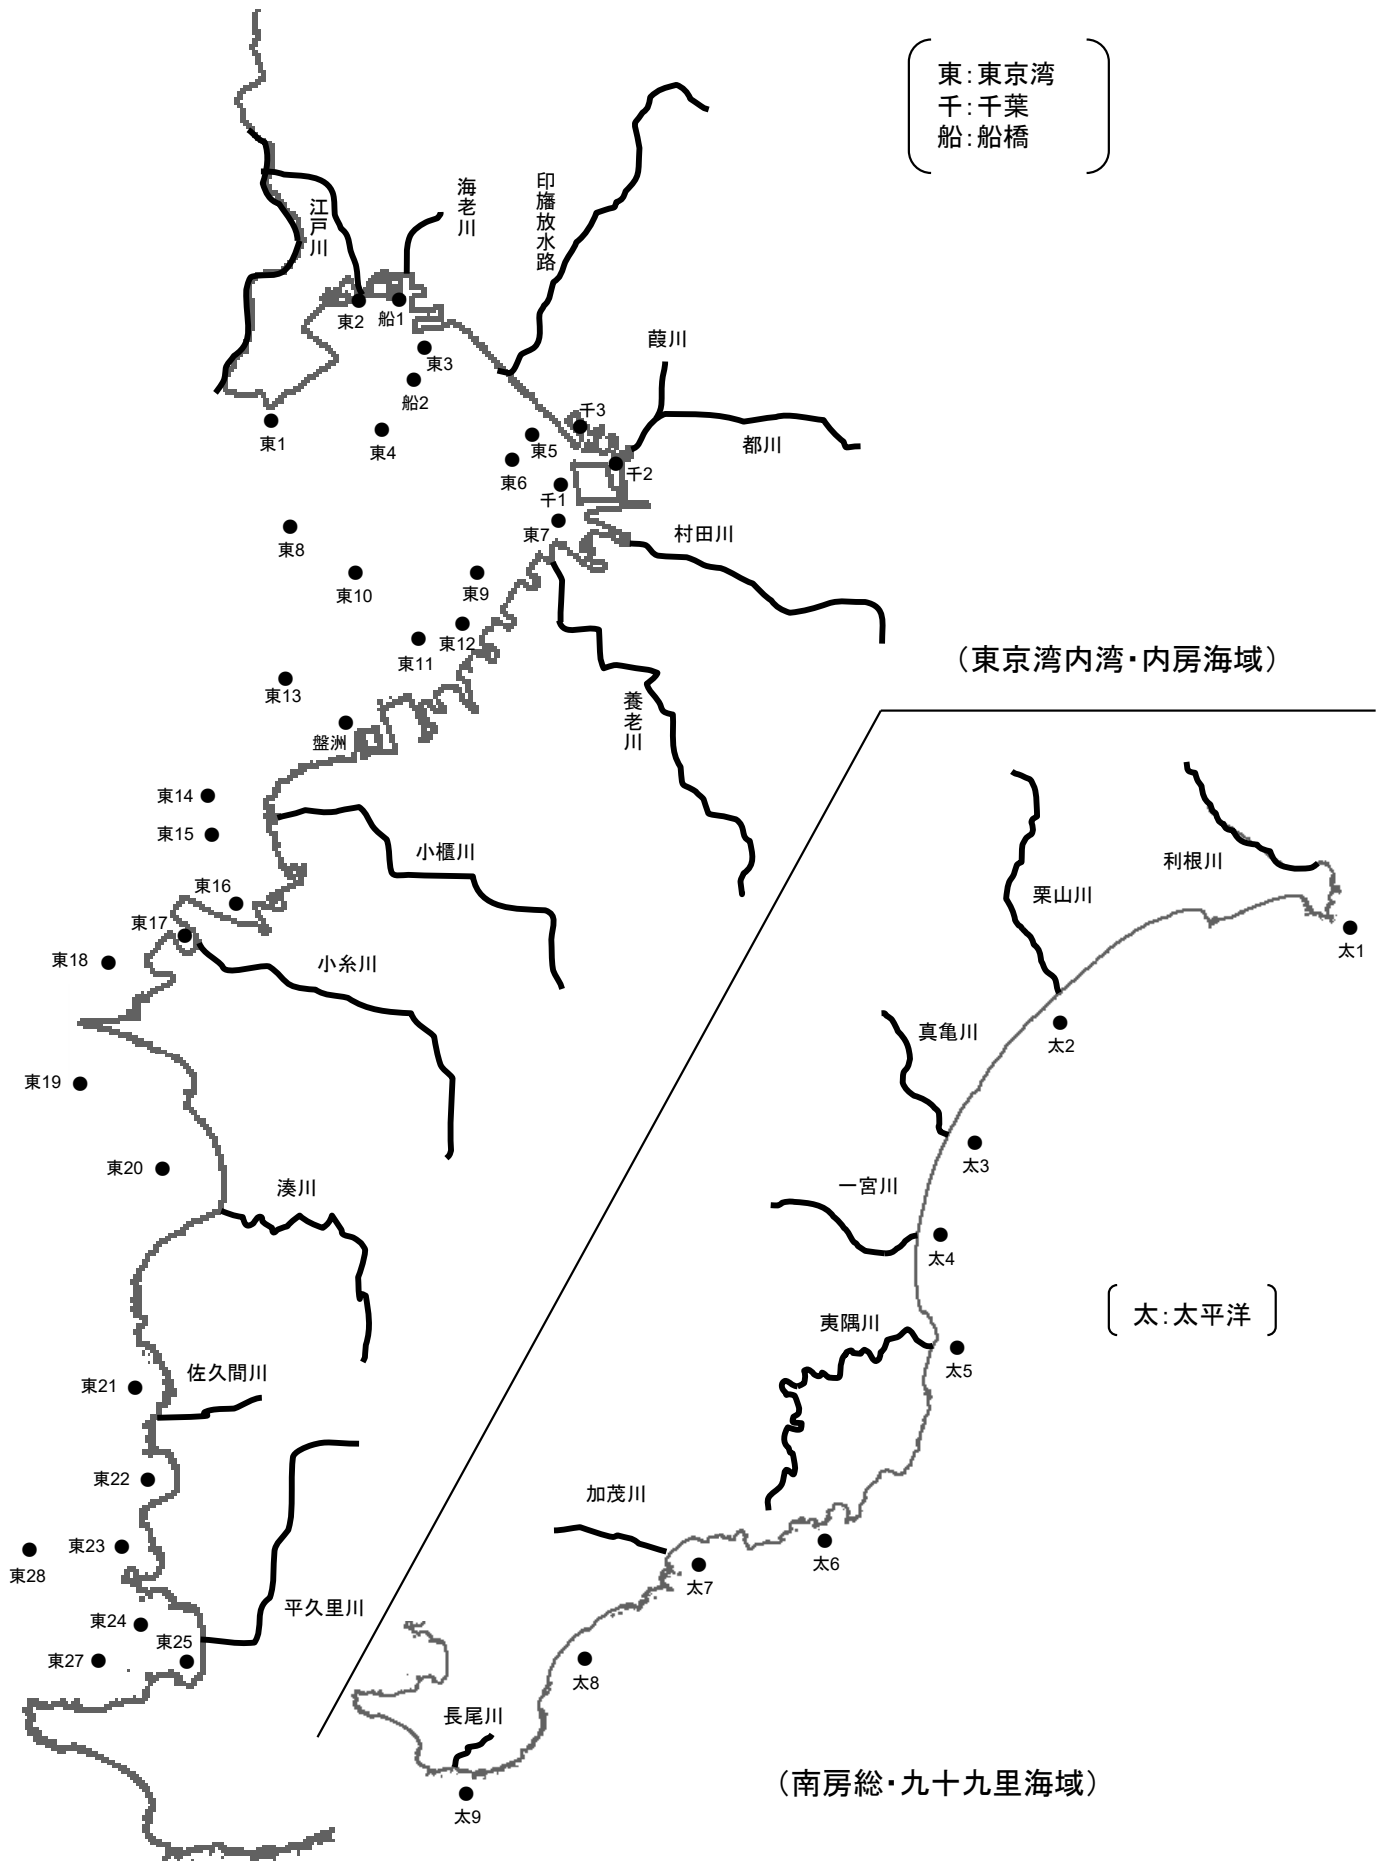 東:東京湾
千:千葉
船:船橋
江戸川
海老川
印旛放水路
東2
船1
東3
船2
東1
東4
葭川
千3
都川
東5
千2
東6
千1
東7
村田川
東8
東10
東9
東12
東11
(東京湾内湾・内房海域)
東13
養老川
盤洲
東14
東15
小櫃川
利根川
栗山川
東16
東17
太1
東18
小糸川
真亀川
太2
東19
太3
東20
湊川
一宮川
太4
太:太平洋
夷隅川
太5
佐久間川
東21
東22
加茂川
東23
東28
太6
太7
平久里川
東24
東25
東27
太8
長尾川
(南房総・九十九里海域)
太9